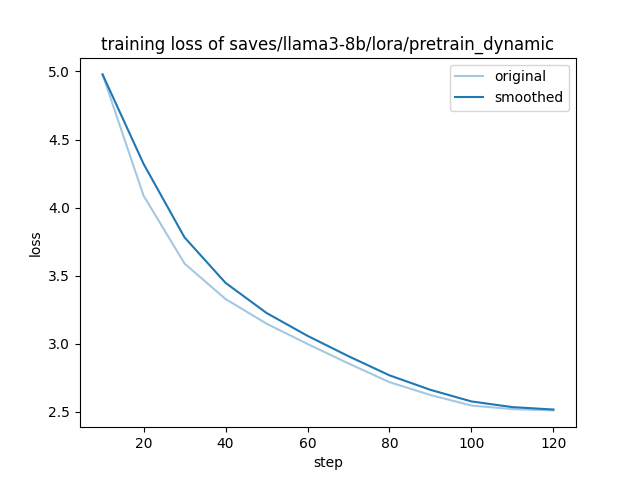 training loss of saves/llama3-8b/lora/pretrain_dynamic
original
smoothed
5.0
4.5
4.0
3.5
3.0
2.5
loss
20 40 60 80 100 120
step